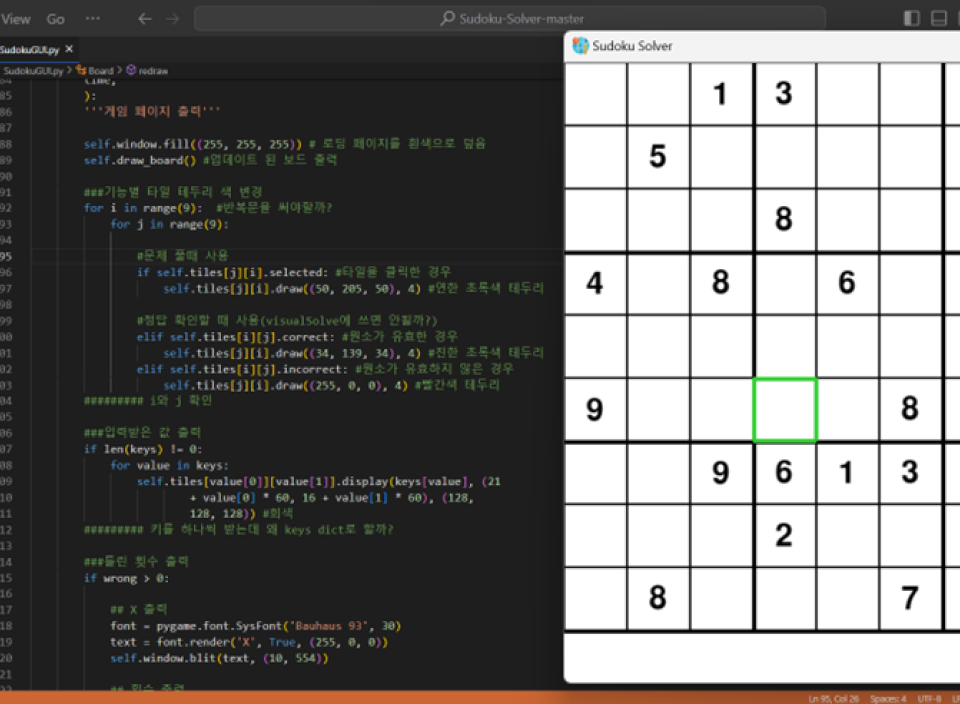 View Go ··· ← → Sudoku-Solver-master
SudokuGUI.py ×
SudokuGUI.py > Board > redraw
84 time,
85 ):
86 '''게임 페이지 출력'''
87
88 self.window.fill((255, 255, 255)) # 로딩 페이지를 흰색으로 덮음
89 self.draw_board() #업데이트 된 보드 출력
90
91 ###기능별 타일 테두리 색 변경
92 for i in range(9): #반복문을 써야할까?
93 for j in range(9):
94
95 #문제 풀때 사용
96 if self.tiles[j][i].selected: #타일을 클릭한 경우
97 self.tiles[j][i].draw((50, 205, 50), 4) #연한 초록색 테두리
98
99 #정답 확인할 때 사용(visualSolve에 쓰면 안될까?)
00 elif self.tiles[i][j].correct: #원소가 유효한 경우
01 self.tiles[j][i].draw((34, 139, 34), 4) #진한 초록색 테두리
02 elif self.tiles[i][j].incorrect: #원소가 유효하지 않은 경우
03 self.tiles[j][i].draw((255, 0, 0), 4) #빨간색 테두리
04 ######### i와 j 확인
05
06 ###입력받은 값 출력
07 if len(keys) != 0:
08 for value in keys:
09 self.tiles[value[0]][value[1]].display(keys[value], (21
10 + value[0] * 60, 16 + value[1] * 60), (128,
11 128, 128)) #회색
12 ######### 키를 하나씩 받는데 왜 keys dict로 할까?
13
14 ###틀린 횟수 출력
15 if wrong > 0:
16
17 ## X 출력
18 font = pygame.font.SysFont("Bauhaus 93", 30)
19 text = font.render("X", True, (255, 0, 0))
20 self.window.blit(text, (10, 554))
21
22 ## 횟수 출력
Ln 95, Col 26 Spaces: 4 UTF-8
Sudoku Solver
1 3
5
8
4 8 6
9 8
9 6 1 3
2
8 7